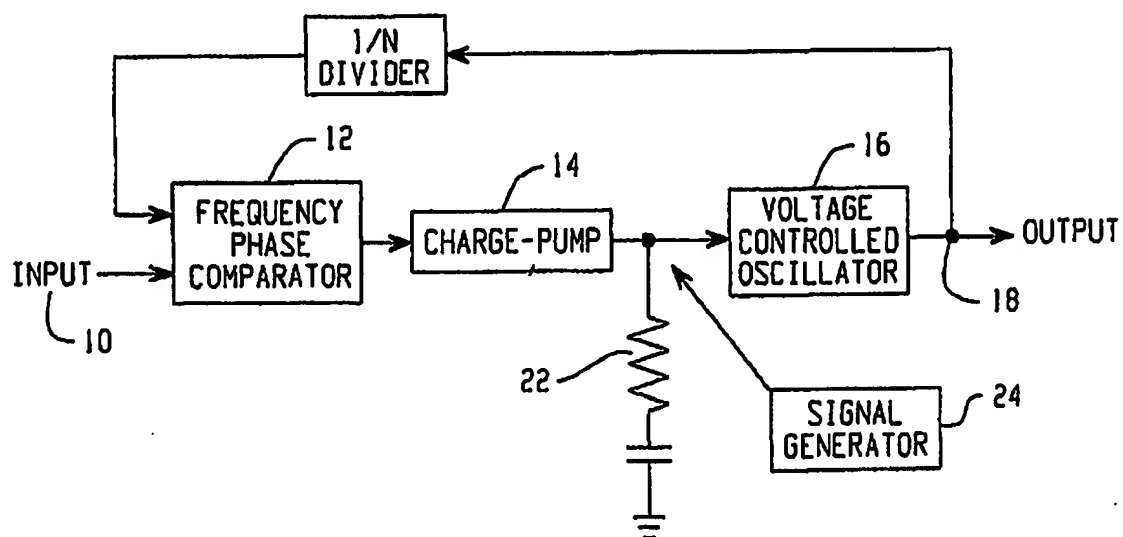 1/N
DIVIDER
12
FREQUENCY
PHASE
COMPARATOR
14
CHARGE-PUMP
16
VOLTAGE
CONTROLLED
OSCILLATOR
OUTPUT
18
INPUT
10
22
SIGNAL
GENERATOR
24